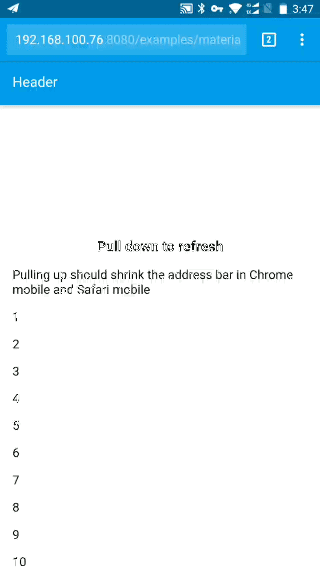 3:47
192.168.100.76:8080/examples/materia
2
Header
Pull down to refresh
Pulling up should shrink the address bar in Chrome
mobile and Safari mobile
1
2
3
4
5
6
7
8
9
10